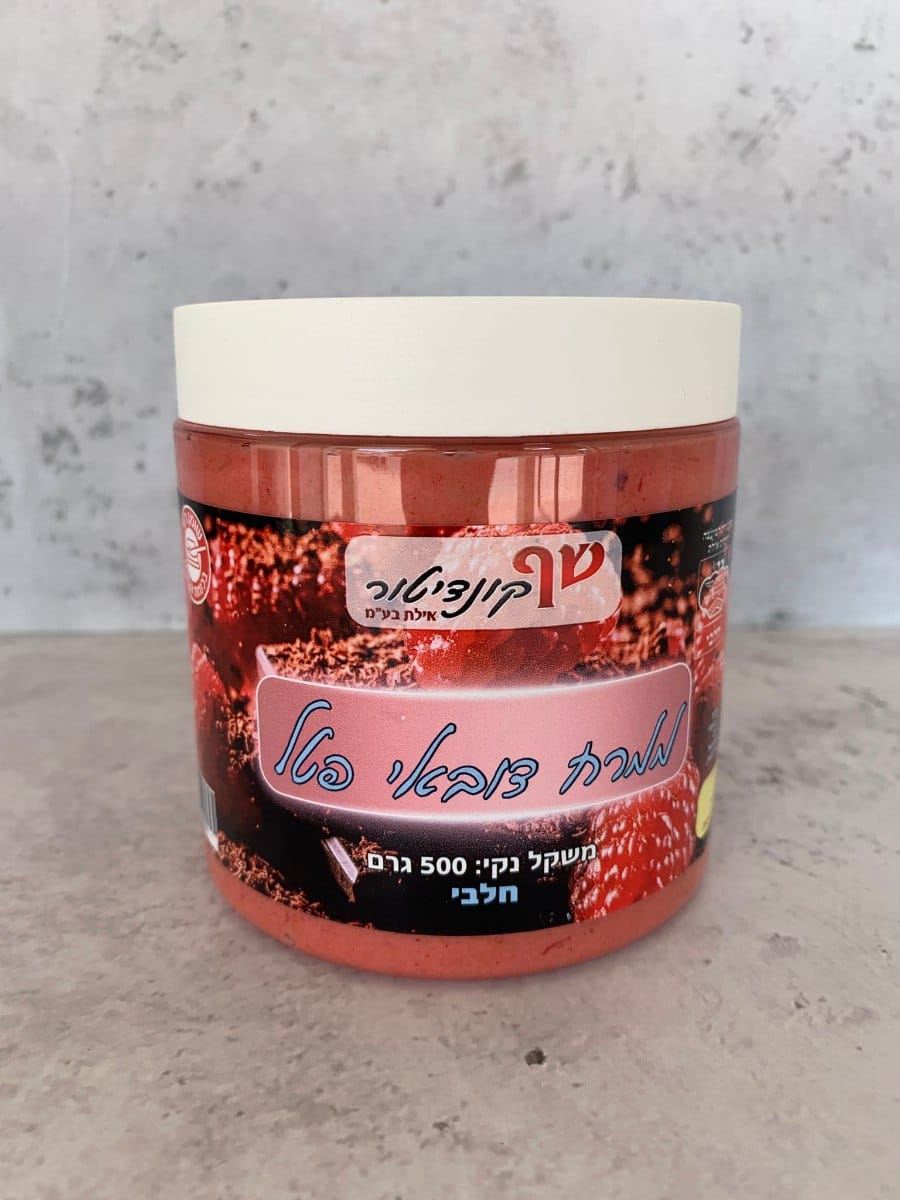 שף
קונדיטור
אילת בע"מ
ממרח דובאי פטל
משקל נקי: 500 גרם
חלבי